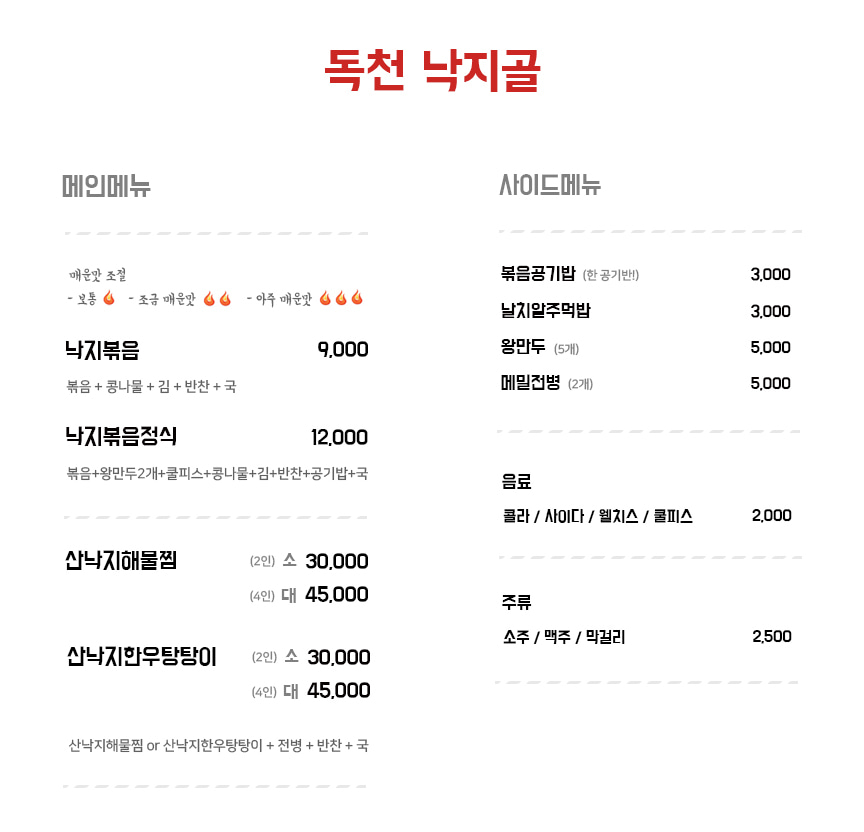 독천 낙지골
메인메뉴
매운맛 조절
- 보통 🔥 - 조금 매운맛 🔥🔥 - 아주 매운맛 🔥🔥🔥
낙지볶음 9,000
볶음 + 콩나물 + 김 + 반찬 + 국
낙지볶음정식 12,000
볶음+왕만두2개+쿨피스+콩나물+김+반찬+공기밥+국
산낙지해물찜 (2인) 소 30,000
(4인) 대 45,000
산낙지한우탕탕이 (2인) 소 30,000
(4인) 대 45,000
산낙지해물찜 or 산낙지한우탕탕이 + 전병 + 반찬 + 국
사이드메뉴
볶음공기밥 (한 공기반!) 3,000
날치알주먹밥 3,000
왕만두 (5개) 5,000
메밀전병 (2개) 5,000
음료
콜라 / 사이다 / 웰치스 / 쿨피스 2,000
주류
소주 / 맥주 / 막걸리 2,500